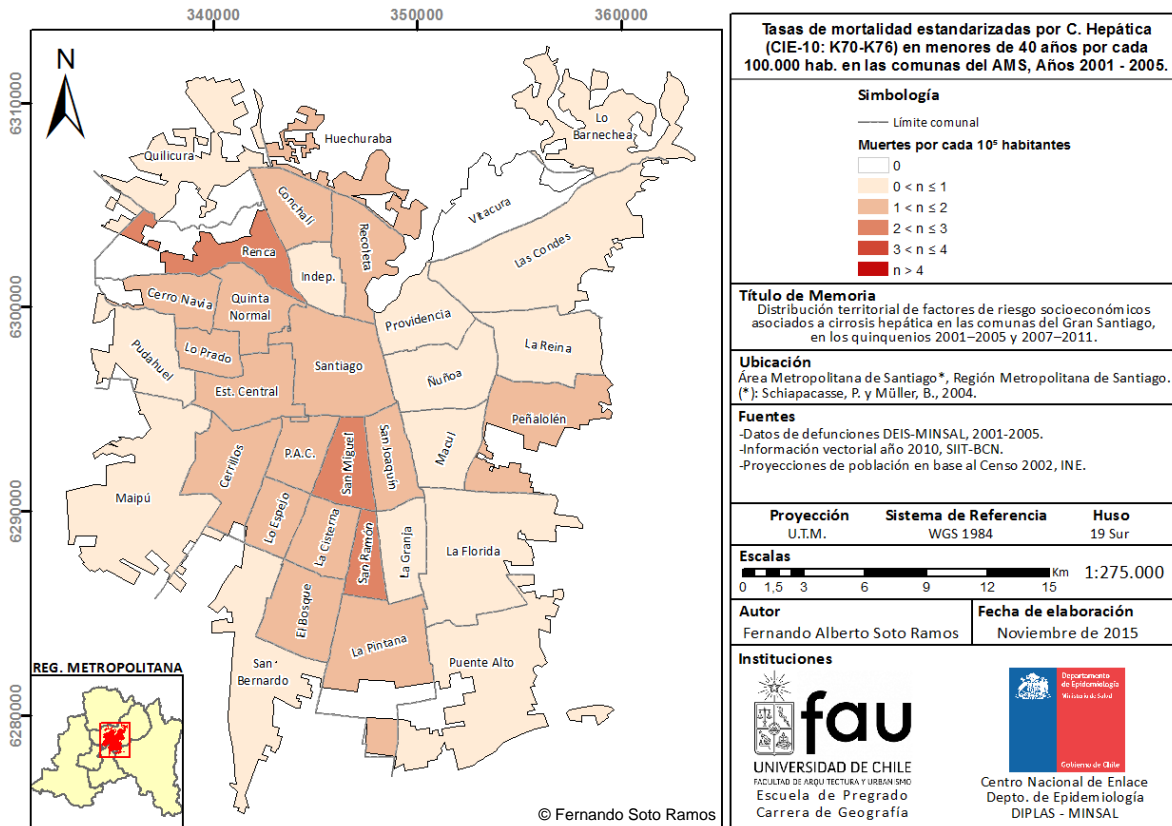 340000
350000
360000
6310000
6300000
6290000
6280000
N
Quilicura
Huechuraba
Lo
Barnechea
Conchalí
Recoleta
Vitacura
Renca
Indep.
Las Condes
Cerro Navia
Quinta
Normal
Providencia
Pudahuel
Lo Prado
Santiago
La Reina
Ñuñoa
Est. Central
Peñalolén
Cerrillos
P.A.C.
San Miguel
San Joaquín
Macul
Maipú
Lo Espejo
La Cisterna
San Ramón
La Granja
La Florida
El Bosque
La Pintana
San
Bernardo
Puente Alto
REG. METROPOLITANA
© Fernando Soto Ramos
Tasas de mortalidad estandarizadas por C. Hepática
(CIE-10: K70-K76) en menores de 40 años por cada
100.000 hab. en las comunas del AMS, Años 2001 - 2005.
Simbología
Límite comunal
Muertes por cada 10⁵ habitantes
0
0 < n ≤ 1
1 < n ≤ 2
2 < n ≤ 3
3 < n ≤ 4
n > 4
Título de Memoria
Distribución territorial de factores de riesgo socioeconómicos
asociados a cirrosis hepática en las comunas del Gran Santiago,
en los quinquenios 2001–2005 y 2007–2011.
Ubicación
Área Metropolitana de Santiago*, Región Metropolitana de Santiago.
(*): Schiapacasse, P. y Müller, B., 2004.
Fuentes
-Datos de defunciones DEIS-MINSAL, 2001-2005.
-Información vectorial año 2010, SIIT-BCN.
-Proyecciones de población en base al Censo 2002, INE.
Proyección Sistema de Referencia Huso
U.T.M. WGS 1984 19 Sur
Escalas
0 1,5 3 6 9 12 15 Km 1:275.000
Autor
Fernando Alberto Soto Ramos
Fecha de elaboración
Noviembre de 2015
Instituciones
fau
UNIVERSIDAD DE CHILE
FACULTAD DE ARQUITECTURA Y URBANISMO
Escuela de Pregrado
Carrera de Geografía
Departamento
de Epidemiología
Ministerio de Salud
Gobierno de Chile
Centro Nacional de Enlace
Depto. de Epidemiología
DIPLAS - MINSAL